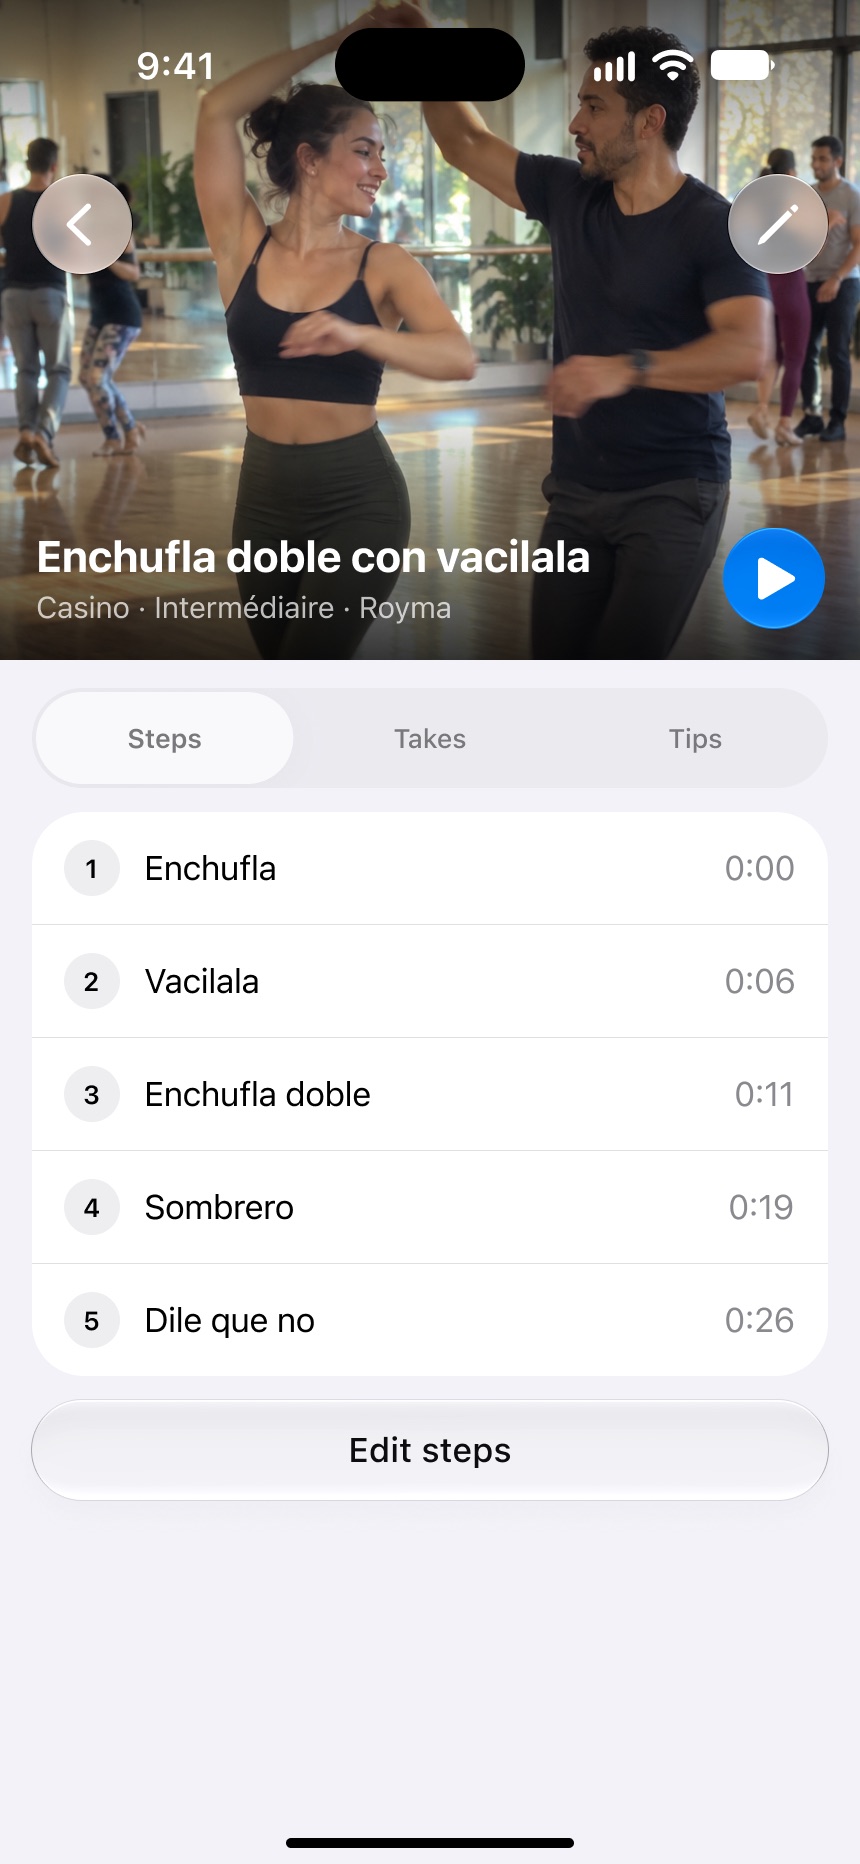 9:41
Enchufla doble con vacilala
Casino · Intermédiaire · Royma
Steps
Takes
Tips
1 Enchufla 0:00
2 Vacilala 0:06
3 Enchufla doble 0:11
4 Sombrero 0:19
5 Dile que no 0:26
Edit steps